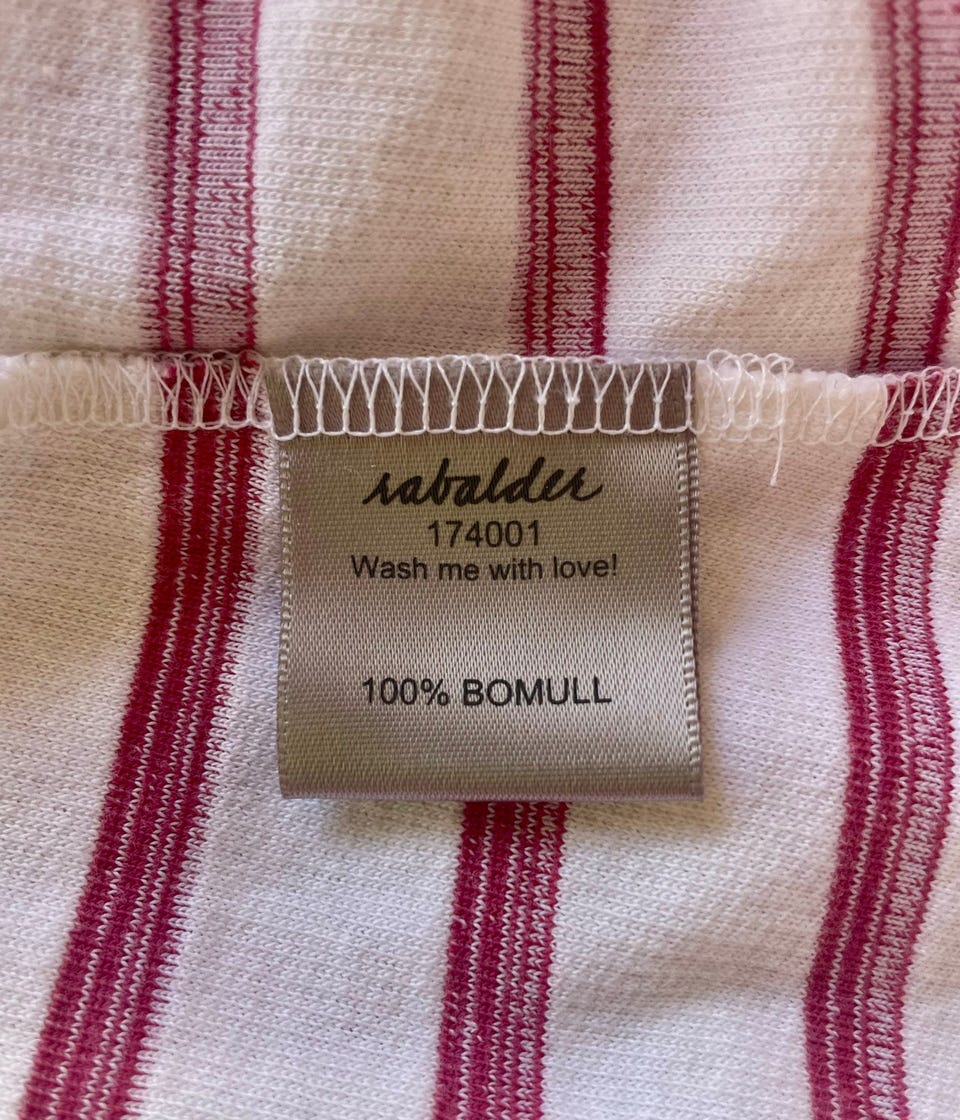 rabalder
174001
Wash me with love!
100% BOMULL